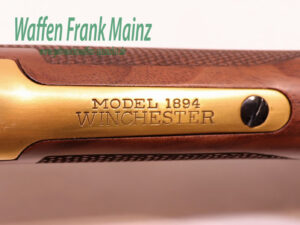 Waffen Frank Mainz
MODEL 1894
WINCHESTER